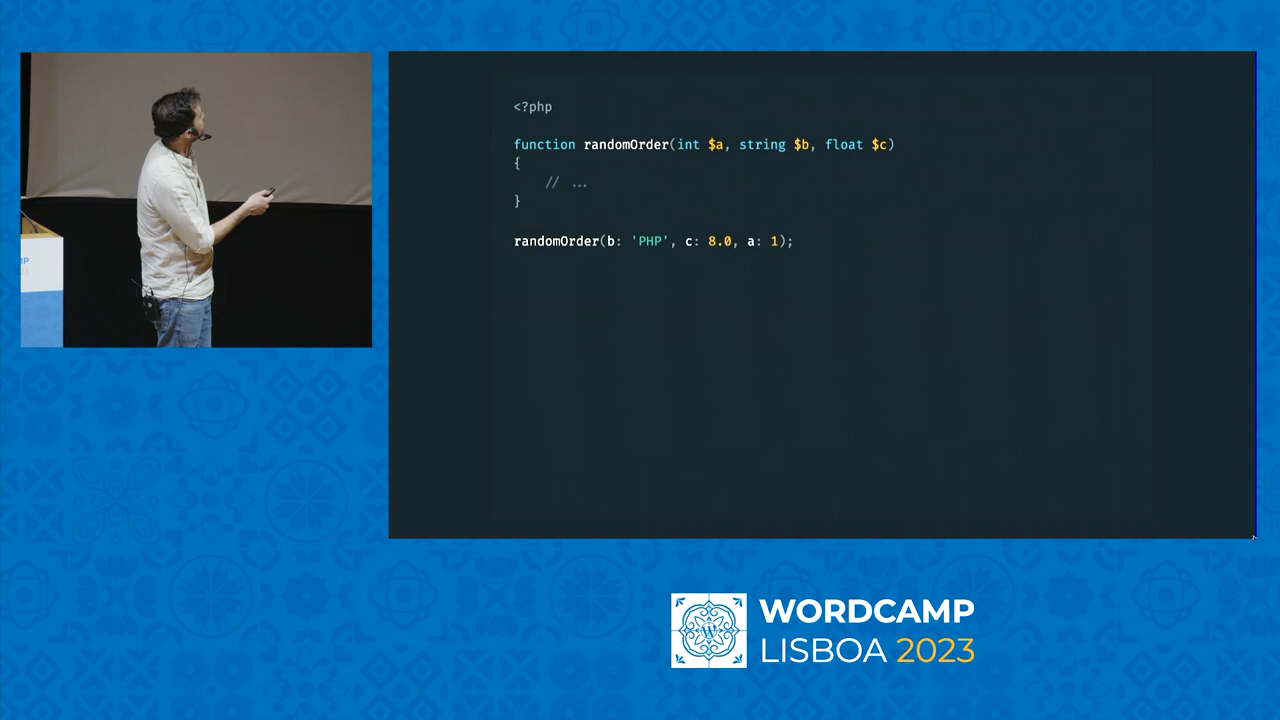 <?php
function randomOrder(int $a, string $b, float $c)
{
// ...
}
randomOrder(b: 'PHP', c: 8.0, a: 1);
WORDCAMP
LISBOA 2023